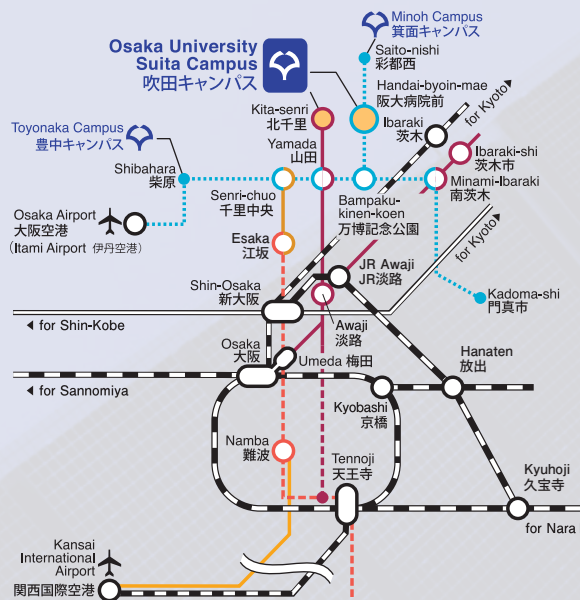 Minoh Campus
箕面キャンパス
Osaka University
Suita Campus
吹田キャンパス
Saito-nishi
彩都西
Handai-byoin-mae
阪大病院前
Kita-senri
北千里
Ibaraki
茨木
for Kyoto▶
Toyonaka Campus
豊中キャンパス
Yamada
山田
Ibaraki-shi
茨木市
Shibahara
柴原
Senri-chuo
千里中央
Bampaku-
kinen-koen
万博記念公園
Minami-Ibaraki
南茨木
Osaka Airport
大阪空港
(Itami Airport 伊丹空港)
Esaka
江坂
for Kyoto▶
Shin-Osaka
新大阪
JR Awaji
JR淡路
Kadoma-shi
門真市
◀ for Shin-Kobe
Awaji
淡路
Osaka
大阪
Umeda 梅田
Hanaten
放出
◀ for Sannomiya
Kyobashi
京橋
Namba
難波
Tennoji
天王寺
Kyuhoji
久宝寺
for Nara
Kansai
International
Airport
関西国際空港